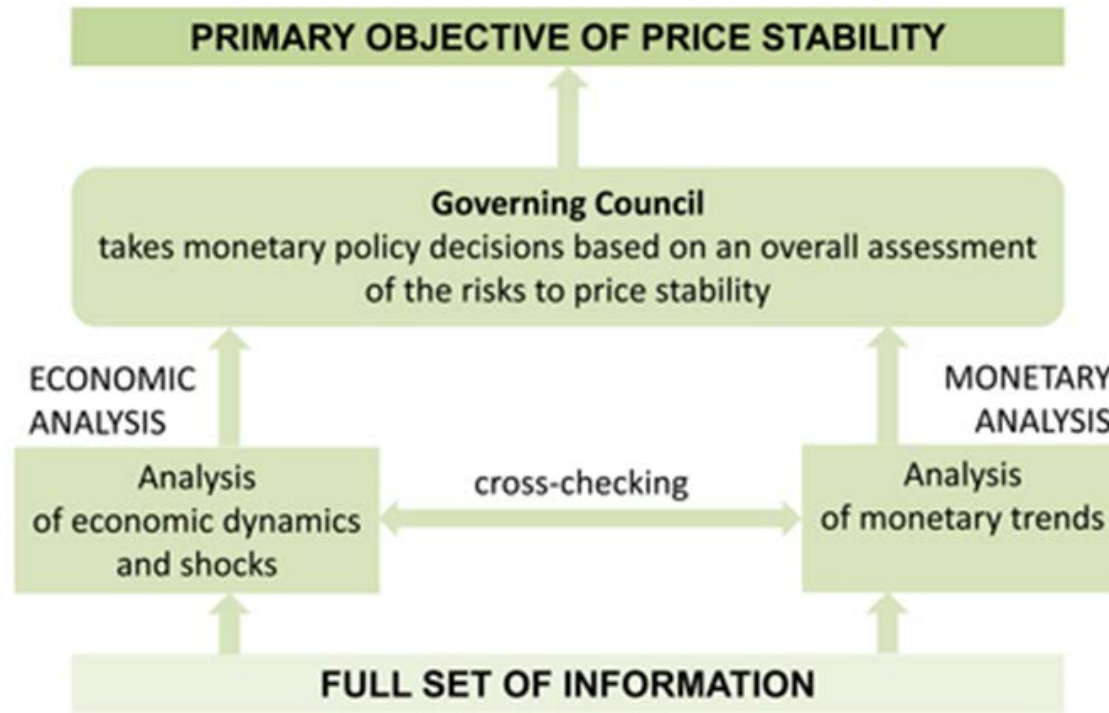 PRIMARY OBJECTIVE OF PRICE STABILITY
Governing Council
takes monetary policy decisions based on an overall assessment
of the risks to price stability
ECONOMIC
ANALYSIS
MONETARY
ANALYSIS
Analysis
of economic dynamics
and shocks
cross-checking
Analysis
of monetary trends
FULL SET OF INFORMATION